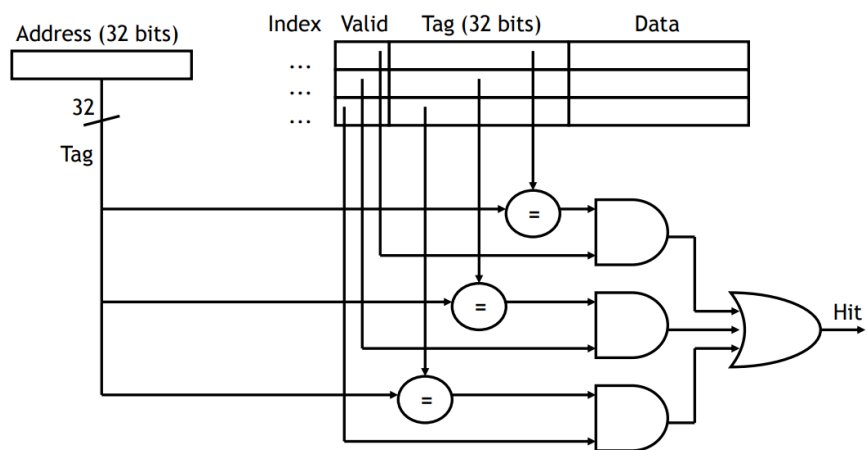 Address (32 bits)
Index Valid Tag (32 bits) Data
...
...
...
32
Tag
=
=
=
Hit